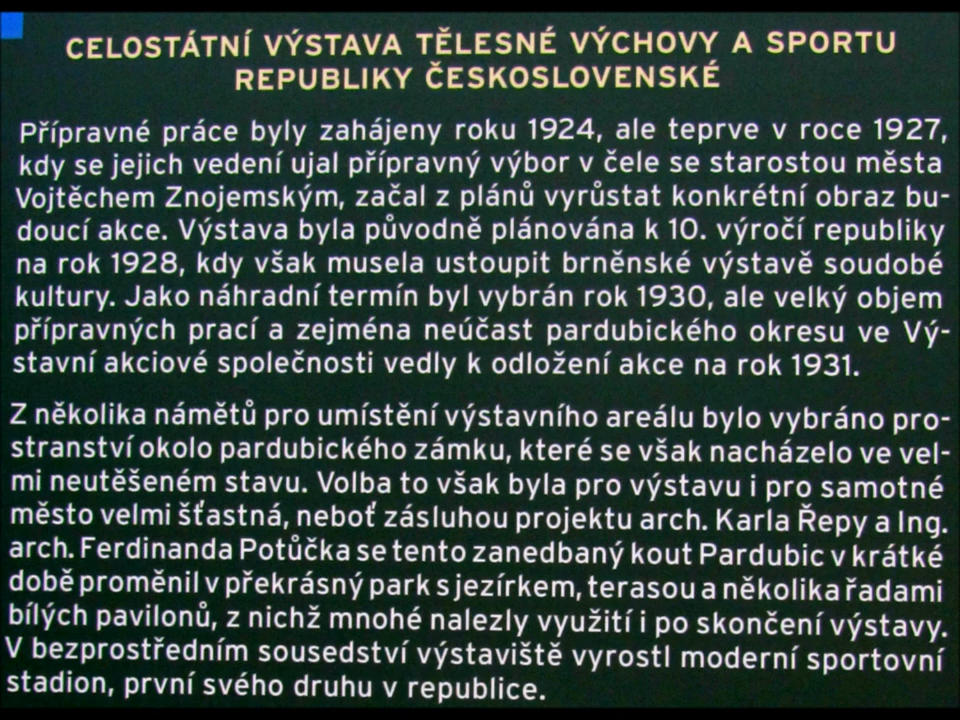 CELOSTÁTNÍ VÝSTAVA TĚLESNÉ VÝCHOVY A SPORTU
REPUBLIKY ČESKOSLOVENSKÉ
Přípravné práce byly zahájeny roku 1924, ale teprve v roce 1927,
kdy se jejich vedení ujal přípravný výbor v čele se starostou města
Vojtěchem Znojemským, začal z plánů vyrůstat konkrétní obraz bu-
doucí akce. Výstava byla původně plánována k 10. výročí republiky
na rok 1928, kdy však musela ustoupit brněnské výstavě soudobé
kultury. Jako náhradní termín byl vybrán rok 1930, ale velký objem
přípravných prací a zejména neúčast pardubického okresu ve Vý-
stavní akciové společnosti vedly k odložení akce na rok 1931.
Z několika námětů pro umístění výstavního areálu bylo vybráno pro-
stranství okolo pardubického zámku, které se však nacházelo ve vel-
mi neutěšeném stavu. Volba to však byla pro výstavu i pro samotné
město velmi šťastná, neboť zásluhou projektu arch. Karla Řepy a Ing.
arch. Ferdinanda Potůčka se tento zanedbaný kout Pardubic v krátké
době proměnil v překrásný park s jezírkem, terasou a několika řadami
bílých pavilonů, z nichž mnohé nalezly využití i po skončení výstavy.
V bezprostředním sousedství výstaviště vyrostl moderní sportovní
stadion, první svého druhu v republice.